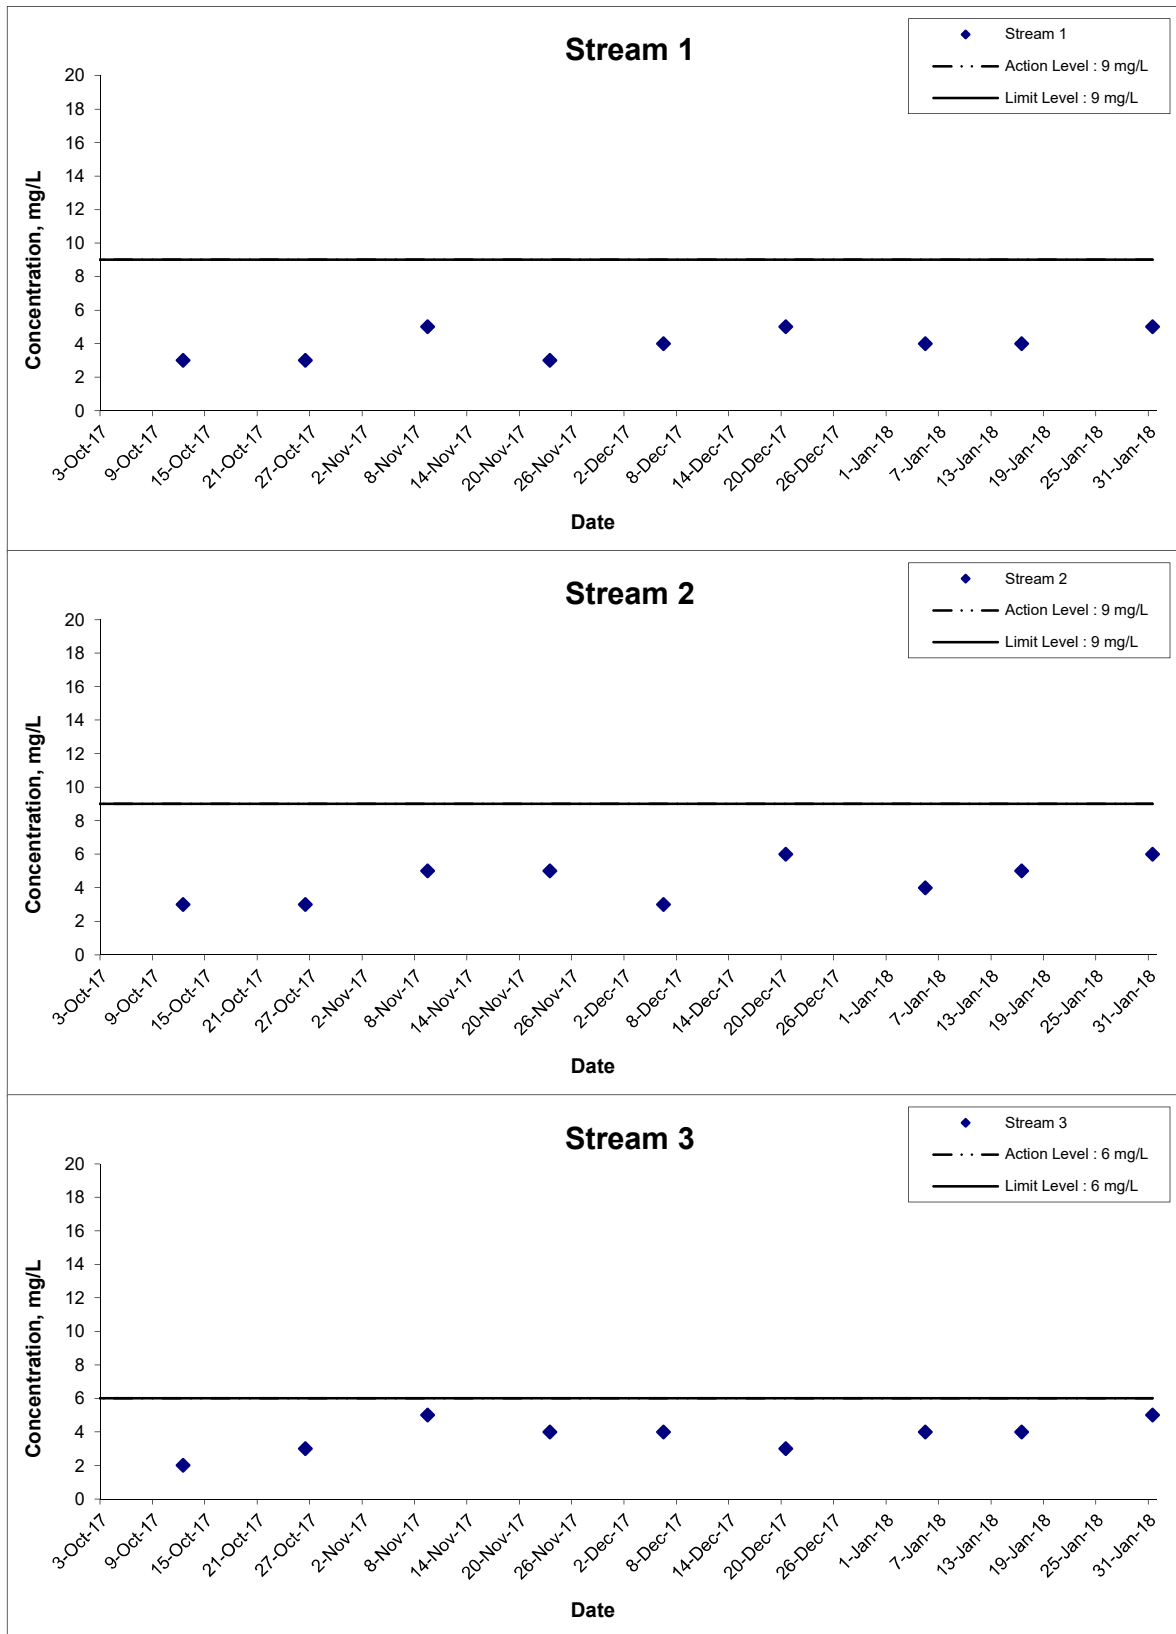 Stream 1
Stream 1
Action Level : 9 mg/L
Limit Level : 9 mg/L
Concentration, mg/L
20
18
16
14
12
10
8
6
4
2
0
3-Oct-17
9-Oct-17
15-Oct-17
21-Oct-17
27-Oct-17
2-Nov-17
8-Nov-17
14-Nov-17
20-Nov-17
26-Nov-17
2-Dec-17
8-Dec-17
14-Dec-17
20-Dec-17
26-Dec-17
1-Jan-18
7-Jan-18
13-Jan-18
19-Jan-18
25-Jan-18
31-Jan-18
Date
Stream 2
Stream 2
Action Level : 9 mg/L
Limit Level : 9 mg/L
Concentration, mg/L
20
18
16
14
12
10
8
6
4
2
0
3-Oct-17
9-Oct-17
15-Oct-17
21-Oct-17
27-Oct-17
2-Nov-17
8-Nov-17
14-Nov-17
20-Nov-17
26-Nov-17
2-Dec-17
8-Dec-17
14-Dec-17
20-Dec-17
26-Dec-17
1-Jan-18
7-Jan-18
13-Jan-18
19-Jan-18
25-Jan-18
31-Jan-18
Date
Stream 3
Stream 3
Action Level : 6 mg/L
Limit Level : 6 mg/L
Concentration, mg/L
20
18
16
14
12
10
8
6
4
2
0
3-Oct-17
9-Oct-17
15-Oct-17
21-Oct-17
27-Oct-17
2-Nov-17
8-Nov-17
14-Nov-17
20-Nov-17
26-Nov-17
2-Dec-17
8-Dec-17
14-Dec-17
20-Dec-17
26-Dec-17
1-Jan-18
7-Jan-18
13-Jan-18
19-Jan-18
25-Jan-18
31-Jan-18
Date